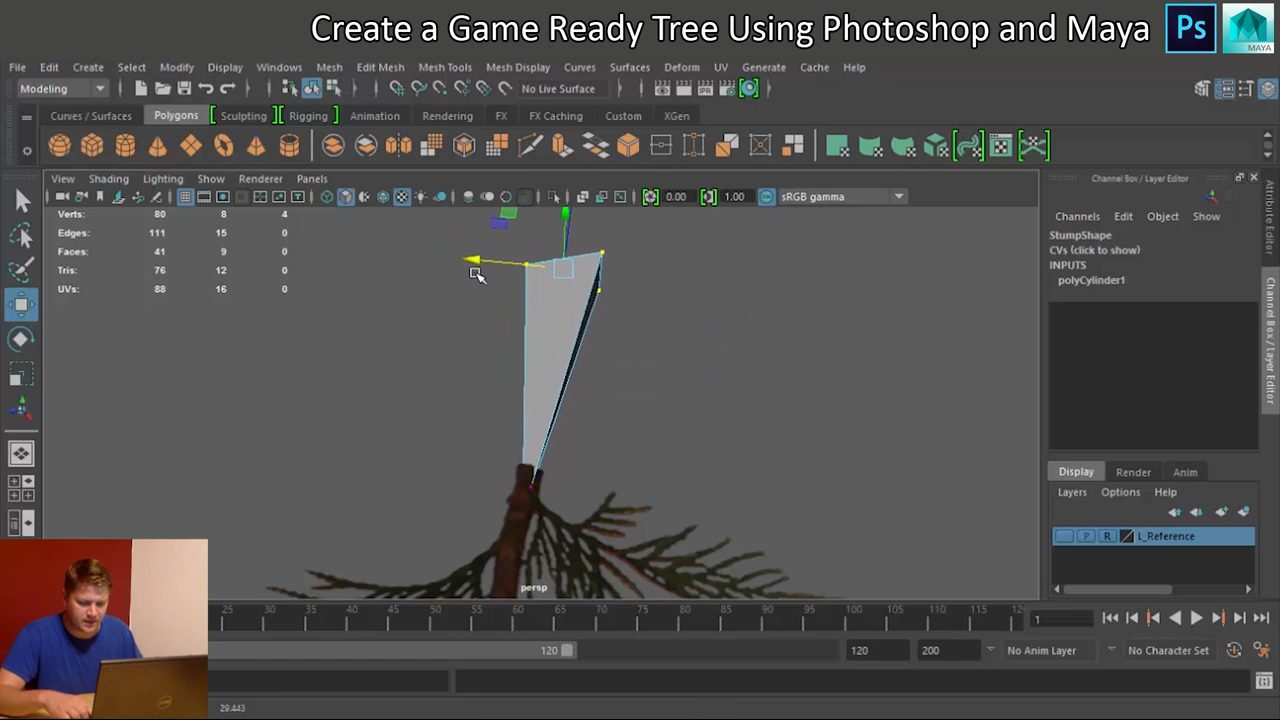 Create a Game Ready Tree Using Photoshop and Maya
Ps
MAYA
File Edit Create Select Modify Display Windows Mesh Edit Mesh Mesh Tools Mesh Display Curves Surfaces Deform UV Generate Cache Help
Modeling No Live Surface
Curves / Surfaces Polygons Sculpting Rigging Animation Rendering FX FX Caching Custom XGen
View Shading Lighting Show Renderer Panels
0.00 1.00 sRGB gamma
Verts: 80 8 4
Edges: 111 15 0
Faces: 41 9 0
Tris: 76 12 0
UVs: 88 16 0
persp
Channel Box / Layer Editor
Channels Edit Object Show
StumpShape
CVs (click to show)
INPUTS
polyCylinder1
Display Render Anim
Layers Options Help
P R L_Reference
Attribute Editor
Channel Box / Layer Editor
25 30 35 40 45 50 55 60 65 70 75 80 85 90 95 100 105 110 115 12
1
120 120 200 No Anim Layer No Character Set
29.443